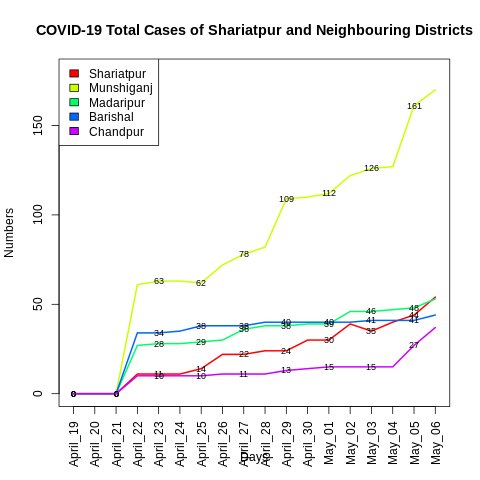 COVID-19 Total Cases of Shariatpur and Neighbouring Districts
Shariatpur
Munshiganj
Madaripur
Barishal
Chandpur
Numbers
150
100
50
0
161
126
112
109
78
63 62
34 38 38 40 40 41 41
28 29 36 38 39 46 48
11 14 22 24 30 35 44
10 10 11 13 15 15 27
0 0
April_19 April_20 April_21 April_22 April_23 April_24 April_25 April_26 April_27 April_28 April_29 April_30 May_01 May_02 May_03 May_04 May_05 May_06
Days